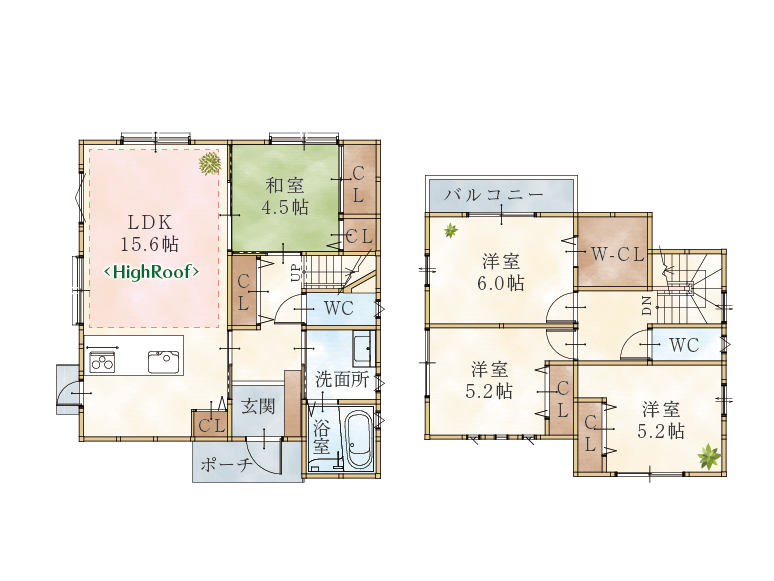 LDK
15.6帖
<HighRoof>
和室
4.5帖
CL
CL
CL
UP
WC
洗面所
玄関
浴室
CL
ポーチ
バルコニー
洋室
6.0帖
W-CL
DN
WC
洋室
5.2帖
CL
CL
洋室
5.2帖